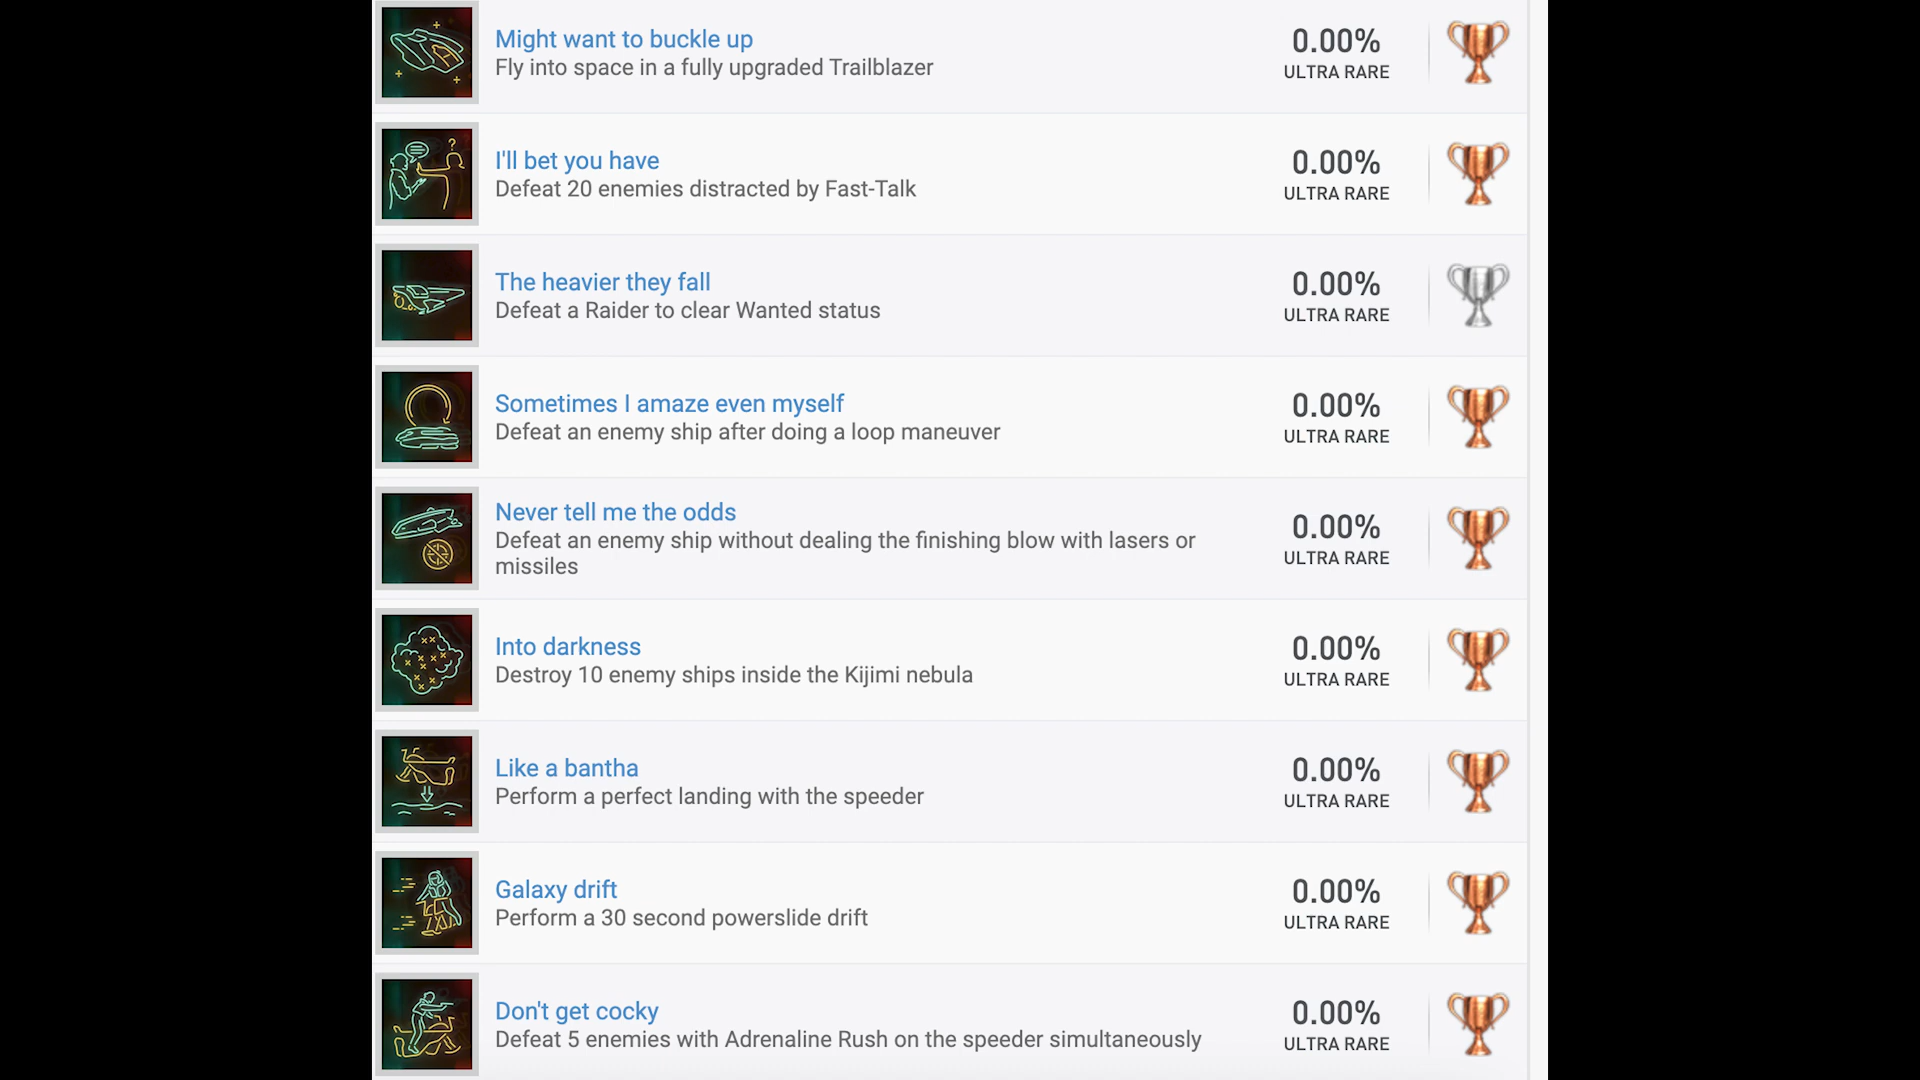 Might want to buckle up
Fly into space in a fully upgraded Trailblazer
0.00%
ULTRA RARE
I'll bet you have
Defeat 20 enemies distracted by Fast-Talk
0.00%
ULTRA RARE
The heavier they fall
Defeat a Raider to clear Wanted status
0.00%
ULTRA RARE
Sometimes I amaze even myself
Defeat an enemy ship after doing a loop maneuver
0.00%
ULTRA RARE
Never tell me the odds
Defeat an enemy ship without dealing the finishing blow with lasers or
missiles
0.00%
ULTRA RARE
Into darkness
Destroy 10 enemy ships inside the Kijimi nebula
0.00%
ULTRA RARE
Like a bantha
Perform a perfect landing with the speeder
0.00%
ULTRA RARE
Galaxy drift
Perform a 30 second powerslide drift
0.00%
ULTRA RARE
Don't get cocky
Defeat 5 enemies with Adrenaline Rush on the speeder simultaneously
0.00%
ULTRA RARE